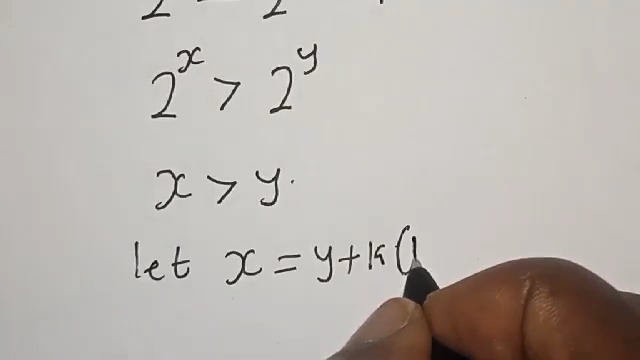 2^x > 2^y
x > y.
let x = y + k (